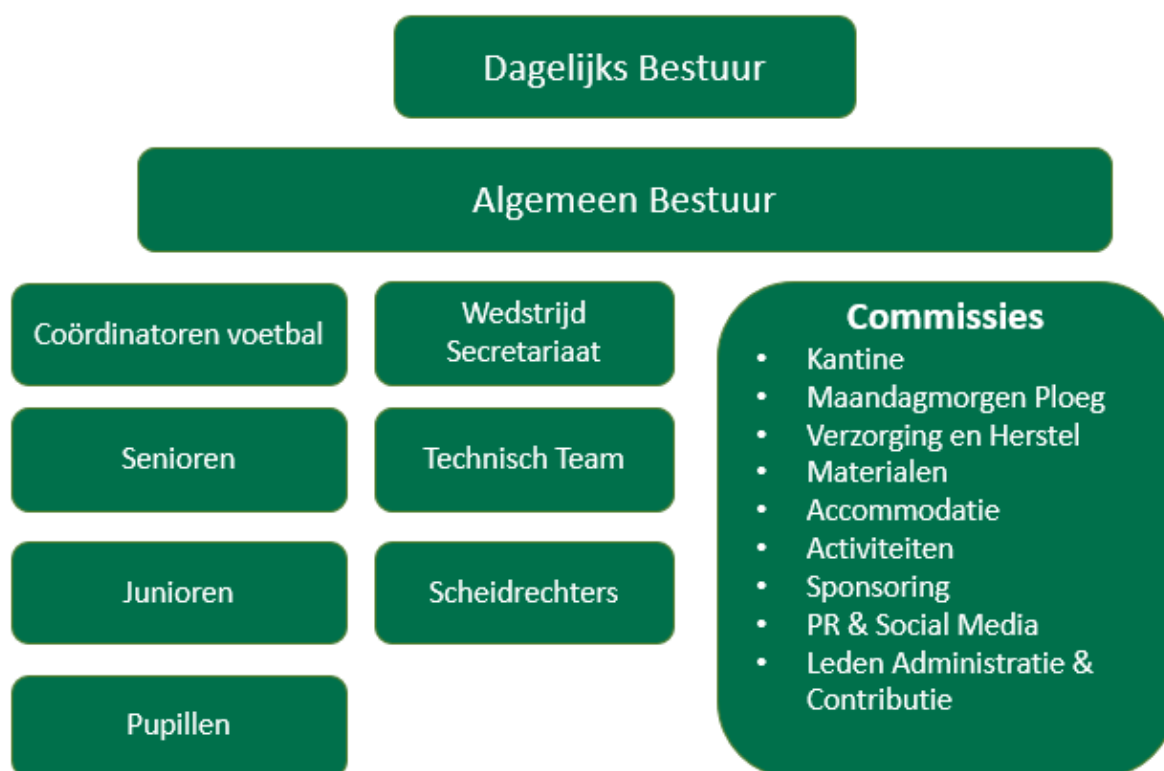 Dagelijks Bestuur
Algemeen Bestuur
Coördinatoren voetbal
Senioren
Junioren
Pupillen
Wedstrijd
Secretariaat
Technisch Team
Scheidrechters
Commissies
• Kantine
• Maandagmorgen Ploeg
• Verzorging en Herstel
• Materialen
• Accommodatie
• Activiteiten
• Sponsoring
• PR & Social Media
• Leden Administratie &
Contributie